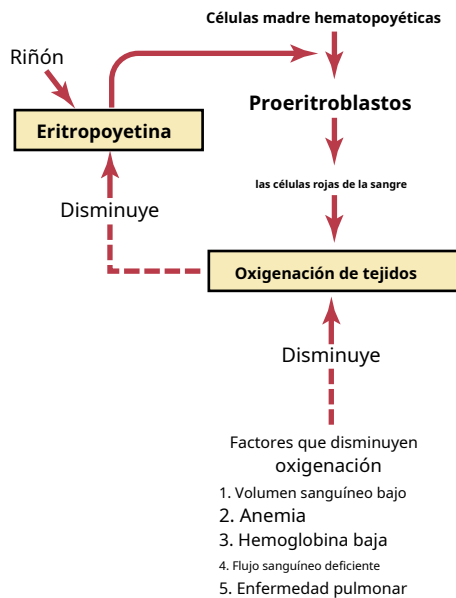 Células madre hematopoyéticas
Riñón
Proeritroblastos
Eritropoyetina
las células rojas de la sangre
Disminuye
Oxigenación de tejidos
Disminuye
Factores que disminuyen
oxigenación
1. Volumen sanguíneo bajo
2. Anemia
3. Hemoglobina baja
4. Flujo sanguíneo deficiente
5. Enfermedad pulmonar